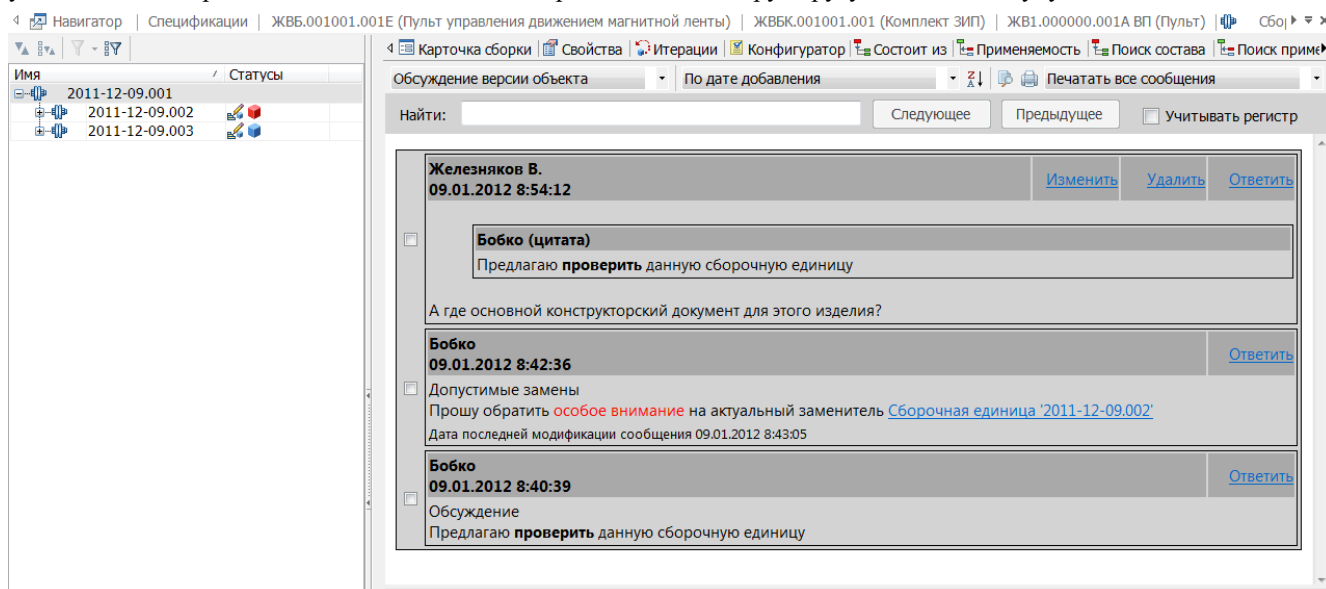 Навигатор | Спецификации | ЖВБ.001001.001Е (Пульт управления движением магнитной ленты) | ЖВБК.001001.001 (Комплект ЗИП) | ЖВ1.000000.001А ВП (Пульт)
Карточка сборки | Свойства | Итерации | Конфигуратор | Состоит из | Применяемость | Поиск состава | Поиск приме
Имя Статусы
Обсуждение версии объекта По дате добавления Печатать все сообщения
2011-12-09.001
2011-12-09.002
2011-12-09.003
Найти: Следующее Предыдущее Учитывать регистр
Железняков В.
09.01.2012 8:54:12
Изменить Удалить Ответить
Бобко (цитата)
Предлагаю проверить данную сборочную единицу
А где основной конструкторский документ для этого изделия?
Бобко
09.01.2012 8:42:36
Ответить
Допустимые замены
Прошу обратить особое внимание на актуальный заменитель Сборочная единица '2011-12-09.002'
Дата последней модификации сообщения 09.01.2012 8:43:05
Бобко
09.01.2012 8:40:39
Ответить
Обсуждение
Предлагаю проверить данную сборочную единицу